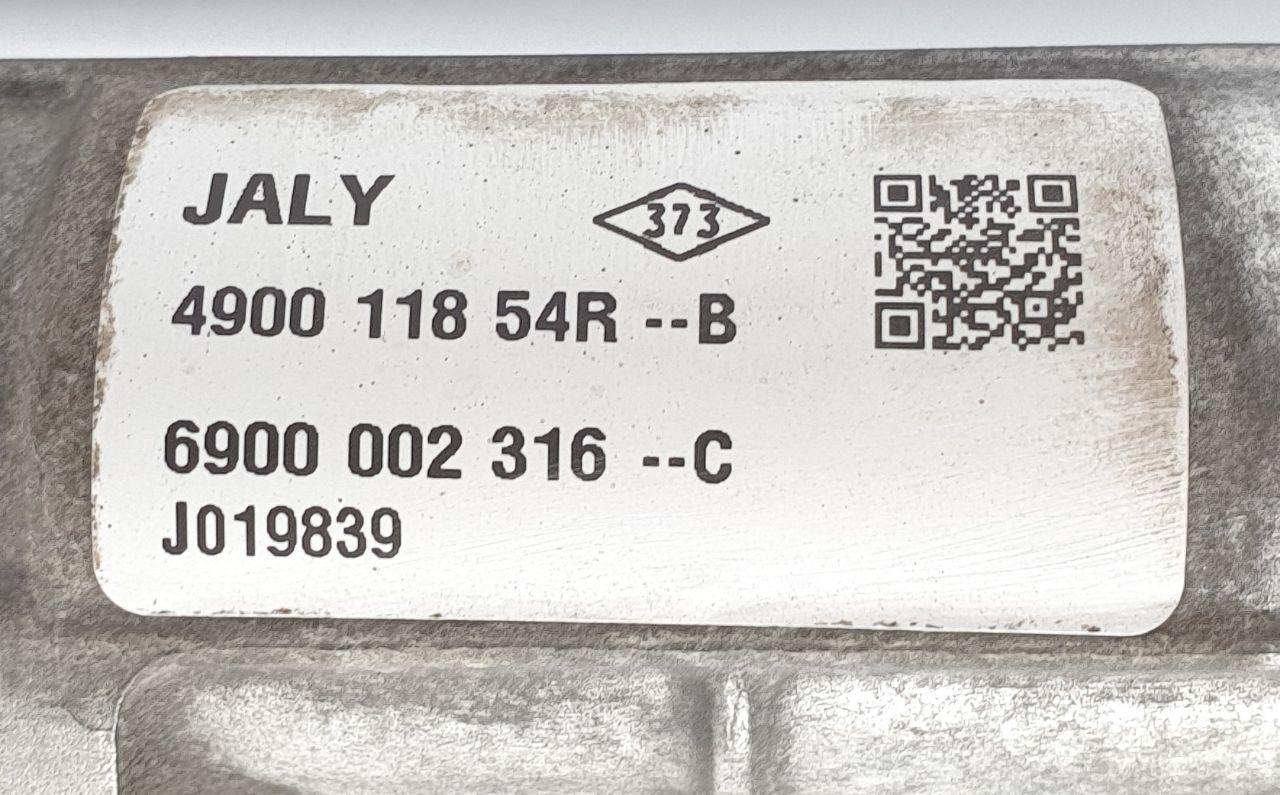 JALY
373
4900 118 54R --B
6900 002 316 --C
J019839